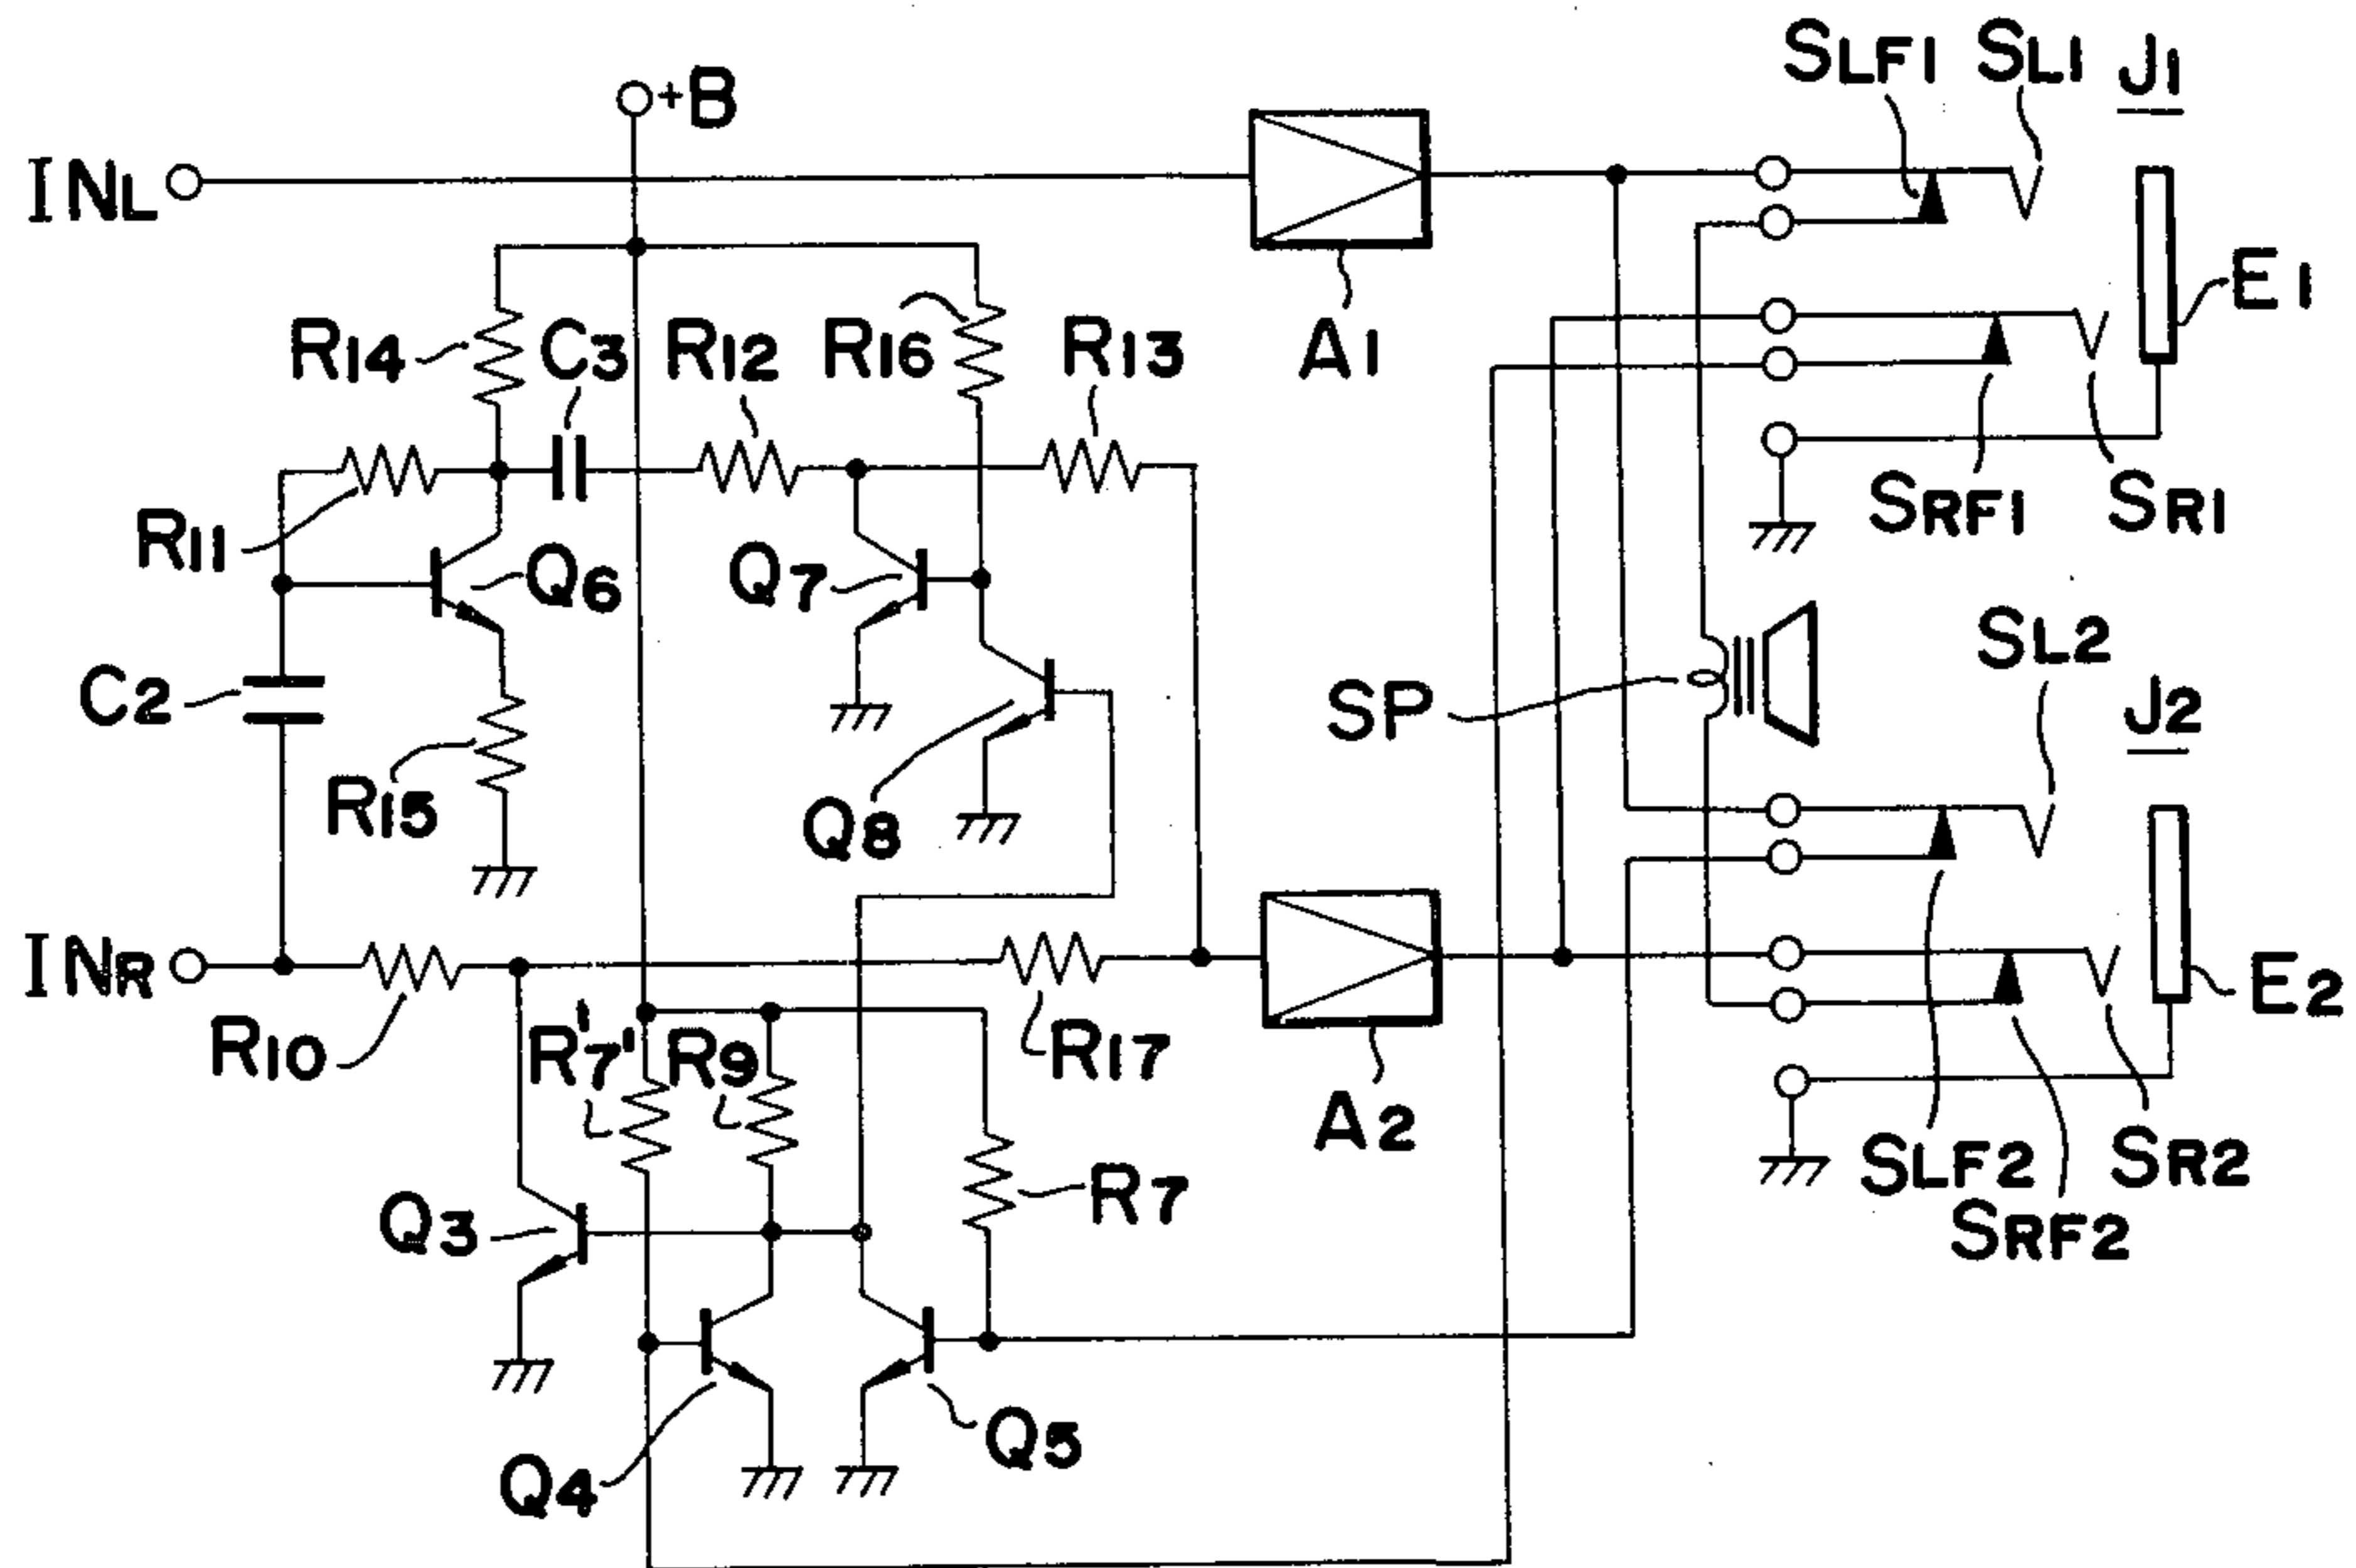 SLF1 SL1 J1
+B
INL
E1
R14 C3 R12 R16 R13 A1
R11 SRF1 SR1
Q6 Q7
SL2
C2 SP J2
R15 Q8
INR
R10 R'7' R9 R17 E2
A2
SLF2 SR2
Q3 R7 SRF2
Q4 Q5